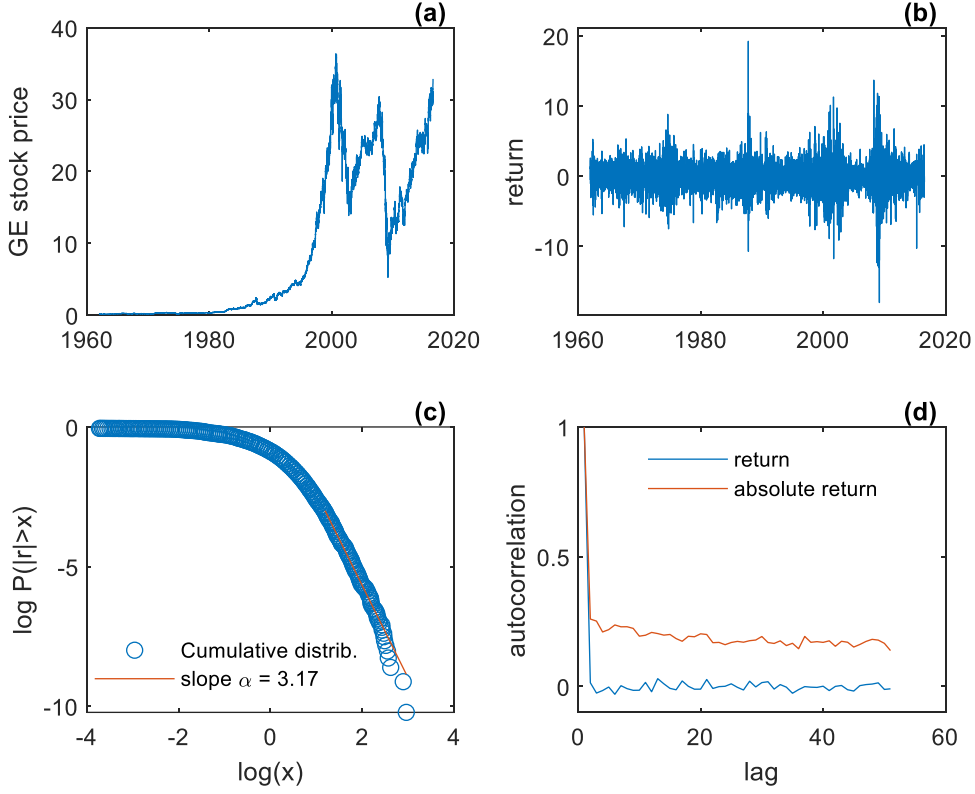 (a)
GE stock price
40
30
20
10
0
1960 1980 2000 2020
(b)
return
20
10
0
-10
1960 1980 2000 2020
(c)
log P(|r|>x)
0
-5
-10
Cumulative distrib.
slope α = 3.17
-4 -2 0 2 4
log(x)
(d)
autocorrelation
1
0.5
0
return
absolute return
0 20 40 60
lag